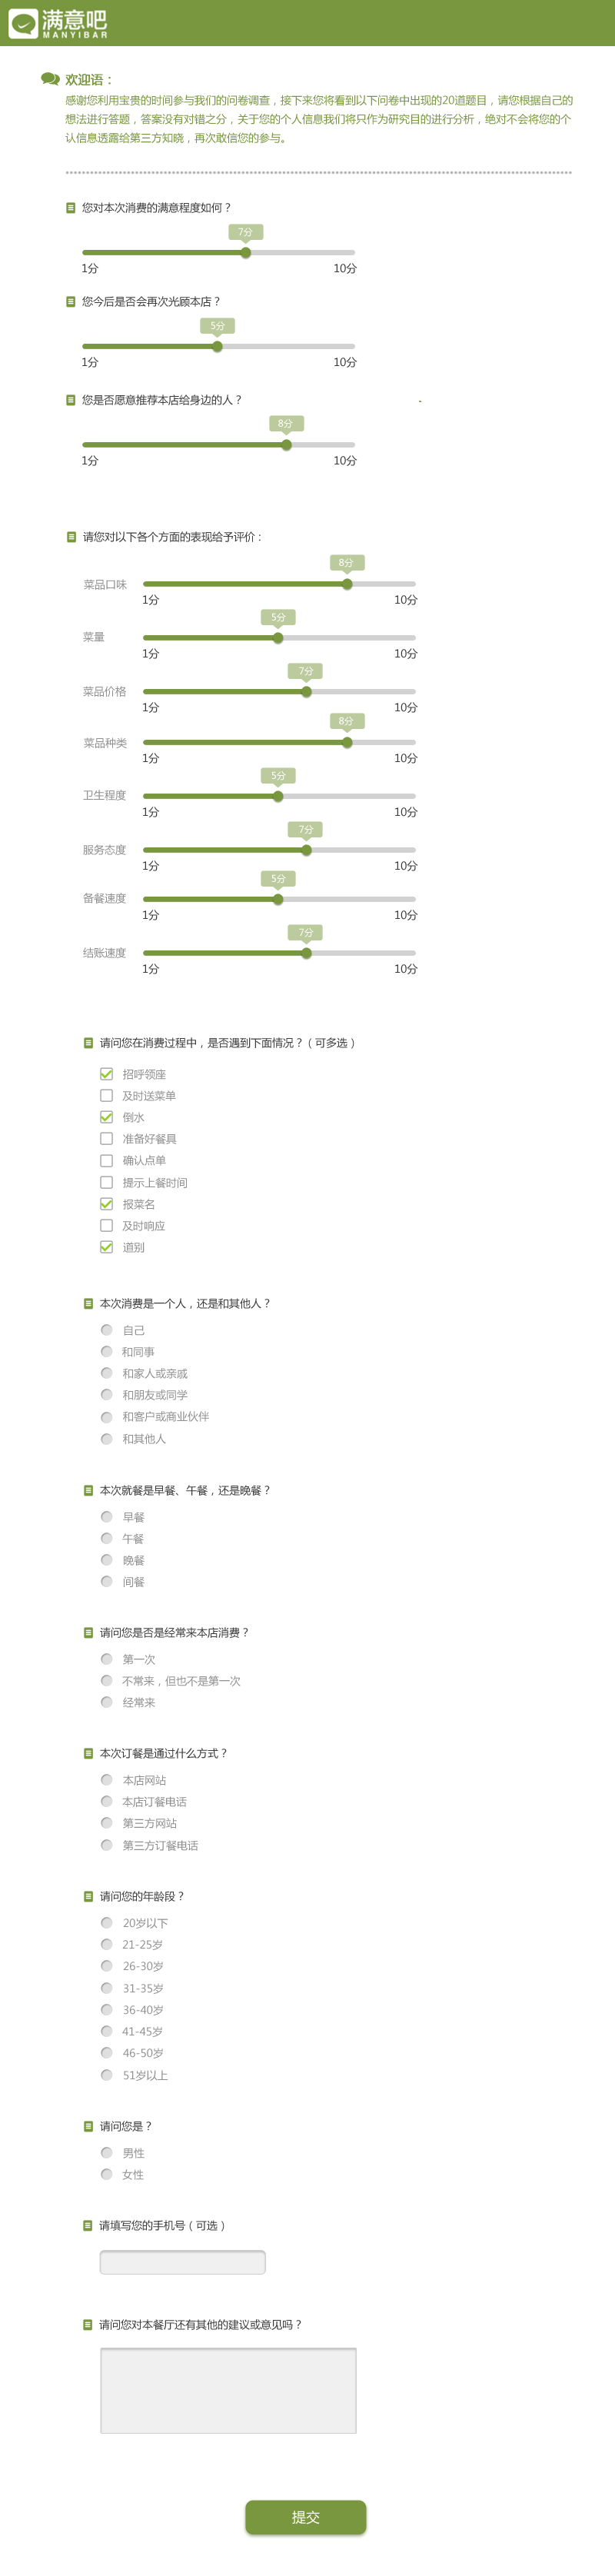 满意吧
MANYIBAR
欢迎语：
感谢您利用宝贵的时间参与我们的问卷调查，接下来您将看到以下问卷中出现的20道题目，请您根据自己的
想法进行答题，答案没有对错之分，关于您的个人信息我们将只作为研究目的进行分析，绝对不会将您的个
认信息透露给第三方知晓，再次敢信您的参与。
您对本次消费的满意程度如何？
7分
1分 10分
您今后是否会再次光顾本店？
5分
1分 10分
您是否愿意推荐本店给身边的人？
8分
1分 10分
请您对以下各个方面的表现给予评价：
8分
菜品口味
1分 10分
5分
菜量
1分 10分
7分
菜品价格
1分 10分
8分
菜品种类
1分 10分
5分
卫生程度
1分 10分
7分
服务态度
1分 10分
5分
备餐速度
1分 10分
7分
结账速度
1分 10分
请问您在消费过程中，是否遇到下面情况？（可多选）
招呼领座
及时送菜单
倒水
准备好餐具
确认点单
提示上餐时间
报菜名
及时响应
道别
本次消费是一个人，还是和其他人？
自己
和同事
和家人或亲戚
和朋友或同学
和客户或商业伙伴
和其他人
本次就餐是早餐、午餐，还是晚餐？
早餐
午餐
晚餐
间餐
请问您是否是经常来本店消费？
第一次
不常来，但也不是第一次
经常来
本次订餐是通过什么方式？
本店网站
本店订餐电话
第三方网站
第三方订餐电话
请问您的年龄段？
20岁以下
21-25岁
26-30岁
31-35岁
36-40岁
41-45岁
46-50岁
51岁以上
请问您是？
男性
女性
请填写您的手机号（可选）
请问您对本餐厅还有其他的建议或意见吗？
提交